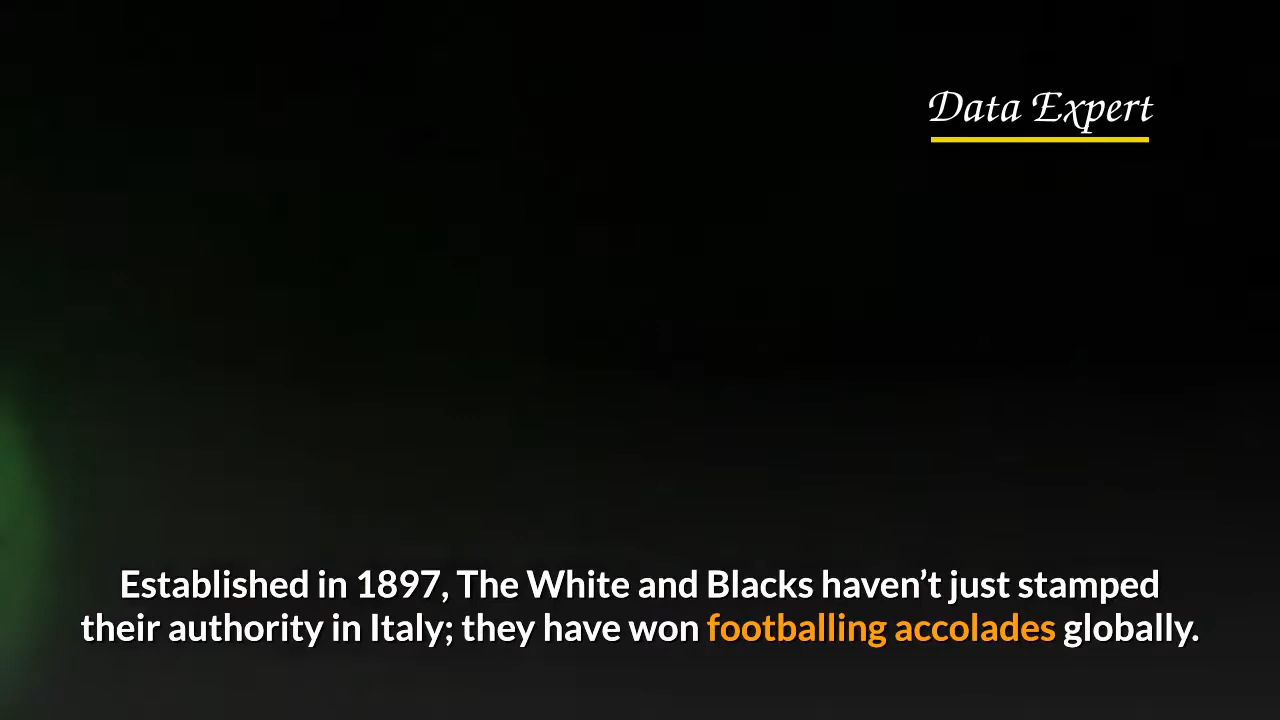 Data Expert
Established in 1897, The White and Blacks haven’t just stamped
their authority in Italy; they have won footballing accolades globally.